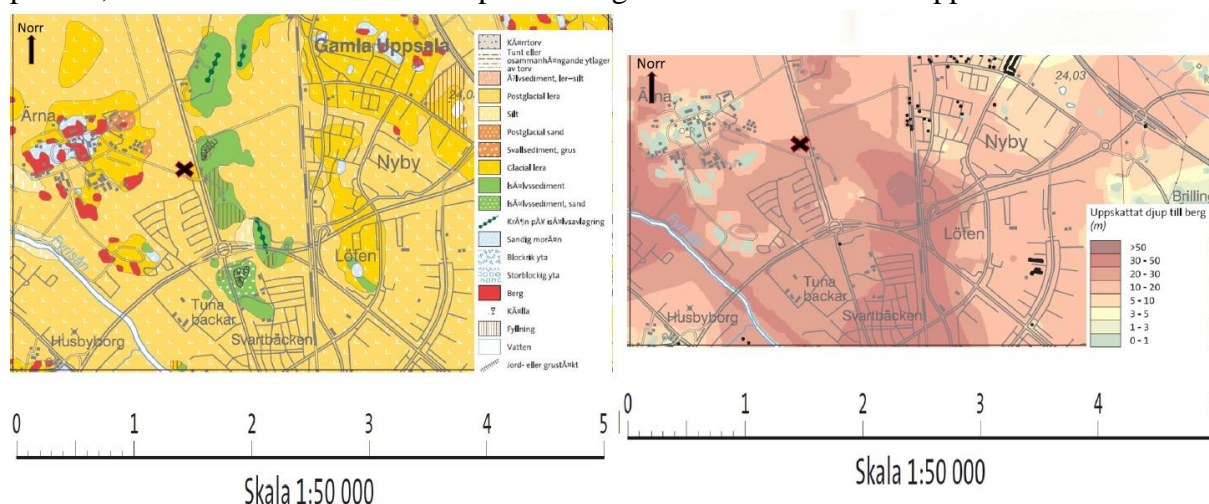 Norr
Gamla Uppsala
24,03
Ärna
Nyby
Fyrisån
Löten
Tuna
backar
Husbyborg
Svartbäcken
KÃ¤rrtorv
Tunt eller
osammanhÃ¤ngande ytlager
av torv
Ã?lvsediment, ler--silt
Postglacial lera
Silt
Postglacial sand
Svallsediment, grus
Glacial lera
IsÃ¤lvssediment
IsÃ¤lvssediment, sand
KrÃ¶n pÃ¥ isÃ¤lvsavlagring
Sandig morÃ¤n
Blockrik yta
Storblockig yta
Berg
KÃ¤lla
Fyllning
Vatten
Jord- eller grustÃ¤kt
0 1 2 3 4 5
Skala 1:50 000
Norr
24,03
Ärna
Nyby
Brilling
Löten
Tuna
backar
Husbyborg
Svartbäcken
Uppskattat djup till berg
(m)
>50
30 - 50
20 - 30
10 - 20
5 - 10
3 - 5
1 - 3
0 - 1
0 1 2 3 4
Skala 1:50 000